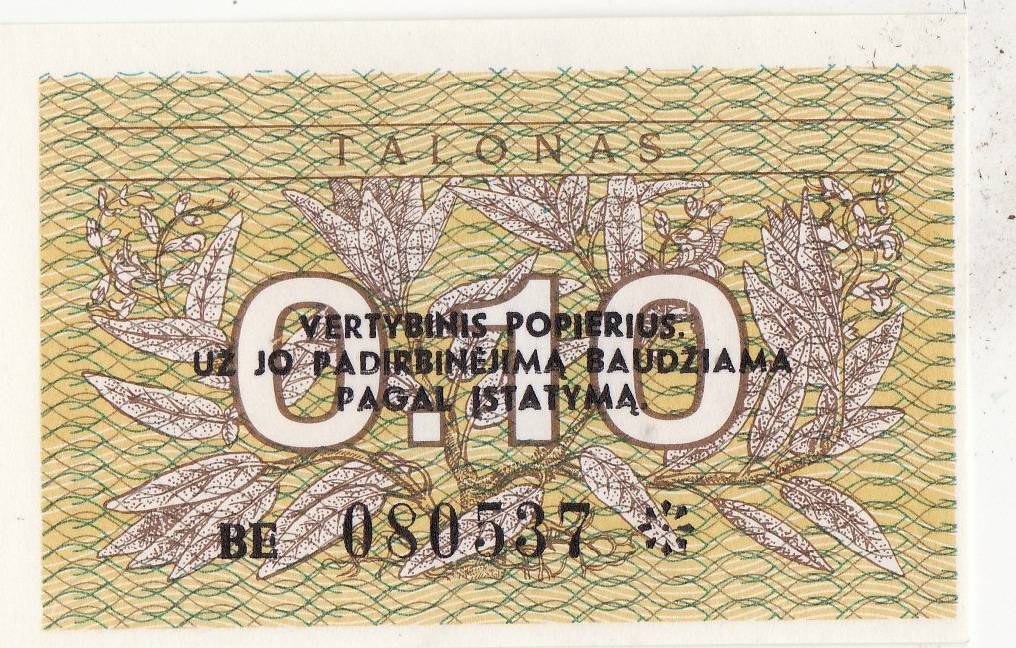 TALONAS
0.10
VERTYBINIS POPIERIUS.
UŽ JO PADIRBINĖJIMĄ BAUDŽIAMA
PAGAL ĮSTATYMĄ.
BE 080537 *